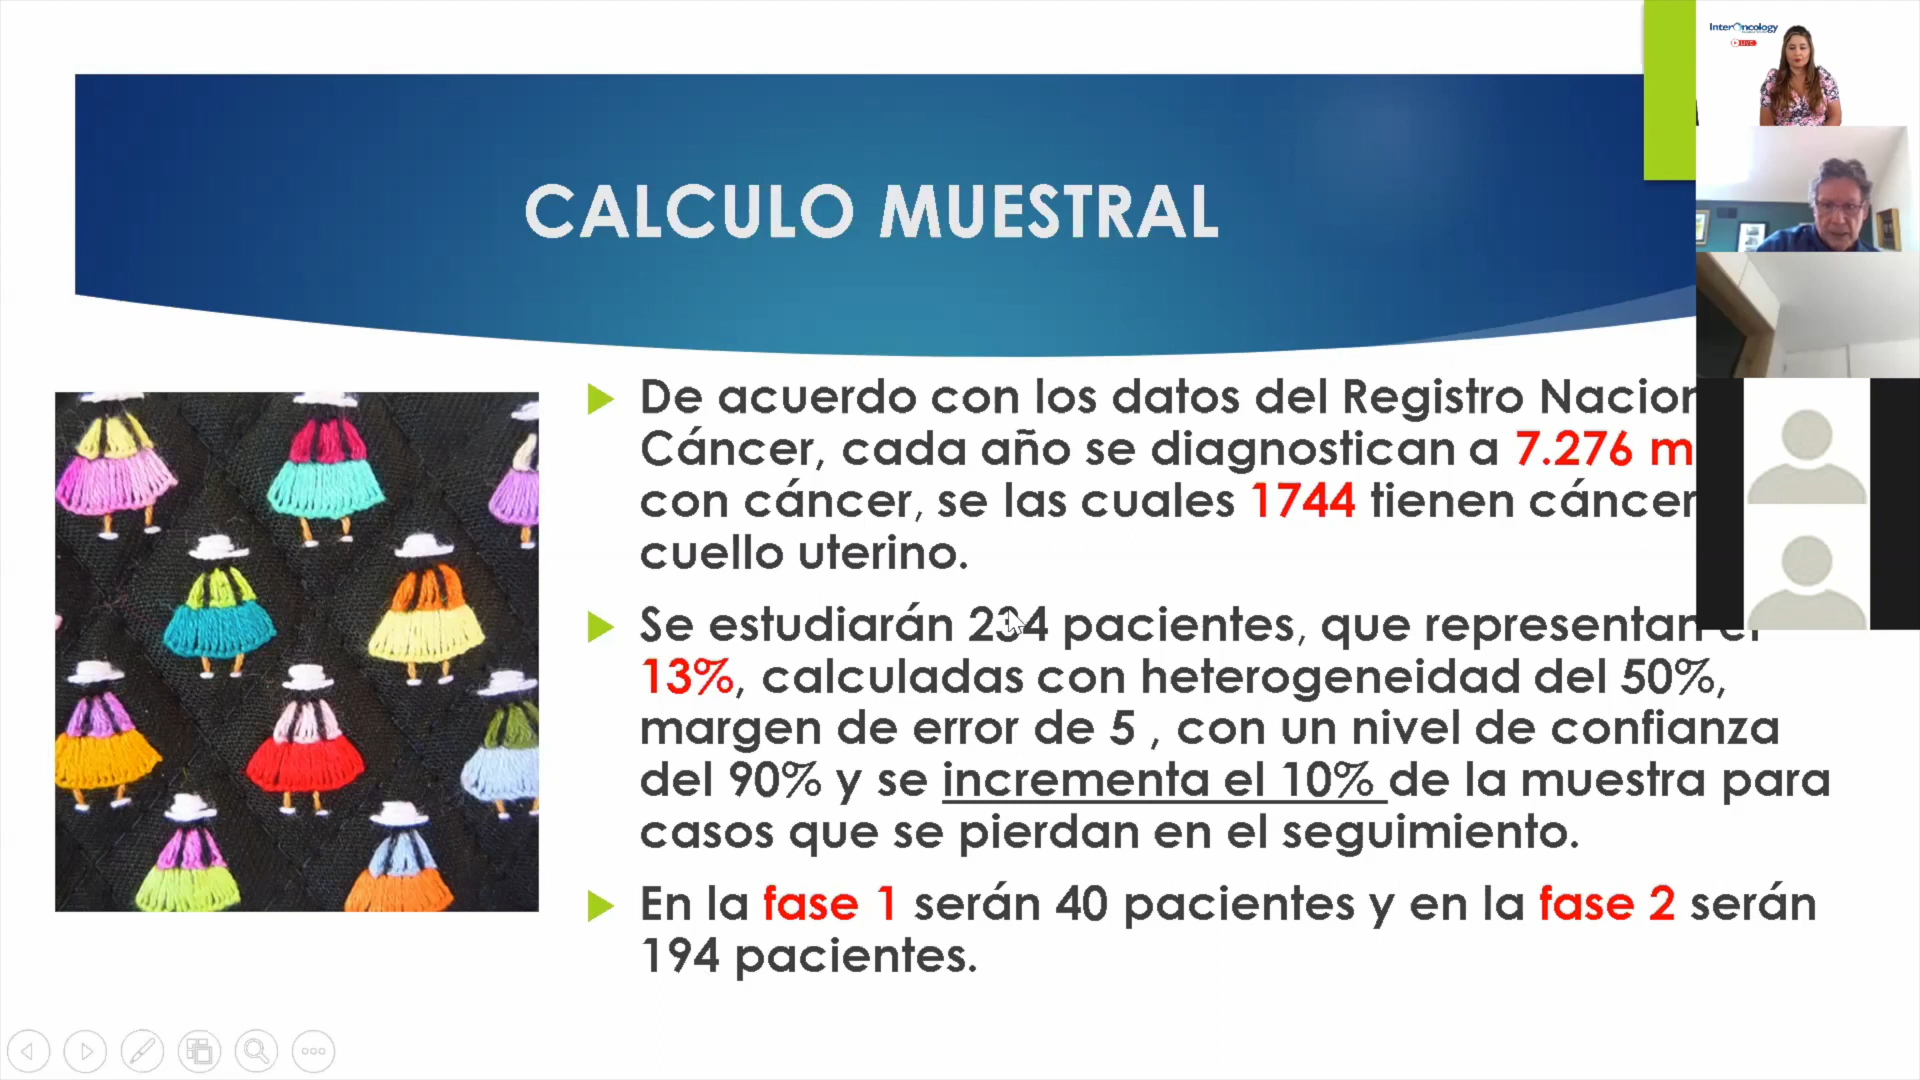 InterOncology
LIVE
CALCULO MUESTRAL
De acuerdo con los datos del Registro
Cáncer, cada año se diagnostican a 7.276
con cáncer, se las cuales 1744 tienen cáncer
cuello uterino.
Se estudiarán 234 pacientes, que representan el
13%, calculadas con heterogeneidad del 50%,
margen de error de 5 , con un nivel de confianza
del 90% y se incrementa el 10% de la muestra para
casos que se pierdan en el seguimiento.
En la fase 1 serán 40 pacientes y en la fase 2 serán
194 pacientes.